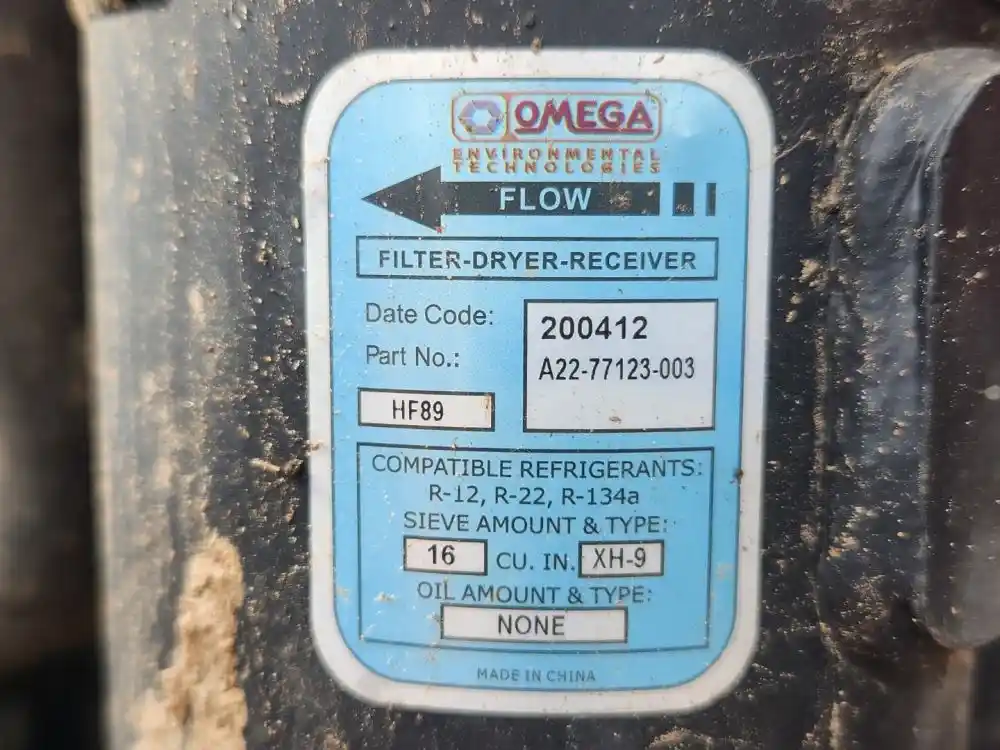 OMEGA
ENVIRONMENTAL
TECHNOLOGIES
FLOW
FILTER-DRYER-RECEIVER
Date Code: 200412
Part No.: A22-77123-003
HF89
COMPATIBLE REFRIGERANTS:
R-12, R-22, R-134a
SIEVE AMOUNT & TYPE:
16 CU. IN. XH-9
OIL AMOUNT & TYPE:
NONE
MADE IN CHINA